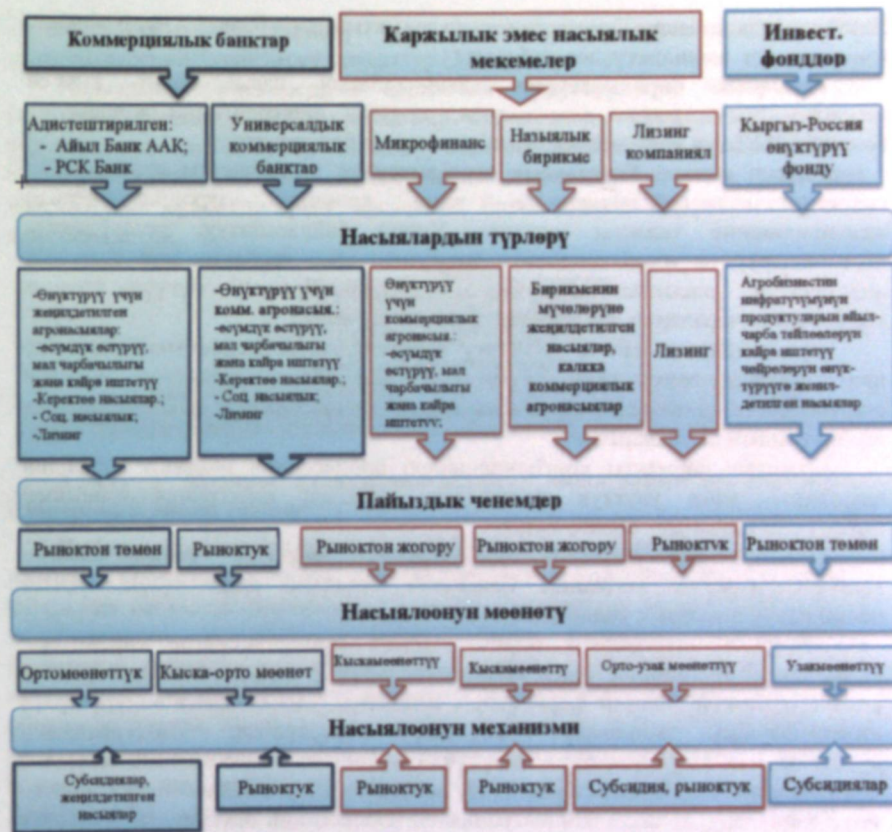 Коммерциялык банктар
Каржылык эмес насыялык
мекемелер
Инвест.
фонддор
Адистештирилген:
- Айыл Банк ААК;
- РСК Банк
Универсалдык
коммерциялык
банктар
Микрофинанс
Назыялык
бирикме
Лизинг
компаниял
Кыргыз-Россия
өнүктүрүү
фонду
Насыялардын түрлөрү
-Өнүктүрүү үчүн
жеңилдетилген
агронасыялар:
-өсүмдүк өстүрүү,
мал чарбачылыгы
жана кайра иштетүү
-Керектөө насыялар.;
- Соц. насыялык;
-Лизинг
-Өнүктүрүү үчүн
комм. агронасыя.:
-өсүмдүк өстүрүү,
мал чарбачылыгы
жана кайра иштетүү
-Керектөө насыялар.;
- Соц. насыялык;
-Лизинг
Өнүктүрүү
үчүн
коммерциялык
агронасыя.:
-өсүмдүк
өстүрүү, мал
чарбачылыгы
жана кайра
иштетүү;
Бирикменин
мүчөлөрүнө
жеңилдетилген
насыялар,
калкка
коммерциялык
агронасыялар
Лизинг
Агробизнестин
инфратүзүмүнүн
айыл-
чарба
кайра иштетүү
чөйрөлөрүн өнүк-
түрүүгө жеңил-
детилген насыялар
Пайыздык ченемдер
Рыноктон төмөн
Рыноктук
Рыноктон жогору
Рыноктон жогору
Рыноктук
Рыноктон төмөн
Насыялоонун мөөнөтү
Ортомөөнөттүк
Кыска-орто мөөнөт
Кыскамөөнөттүү
Кыскамөөнөттү
Орто-узак мөөнөттүү
Узакмөөнөттүү
Насыялоонун механизми
Субсидиялар,
жеңилдетилген
насыялар
Рыноктук
Рыноктук
Рыноктук
Субсидия, рыноктук
Субсидиялар